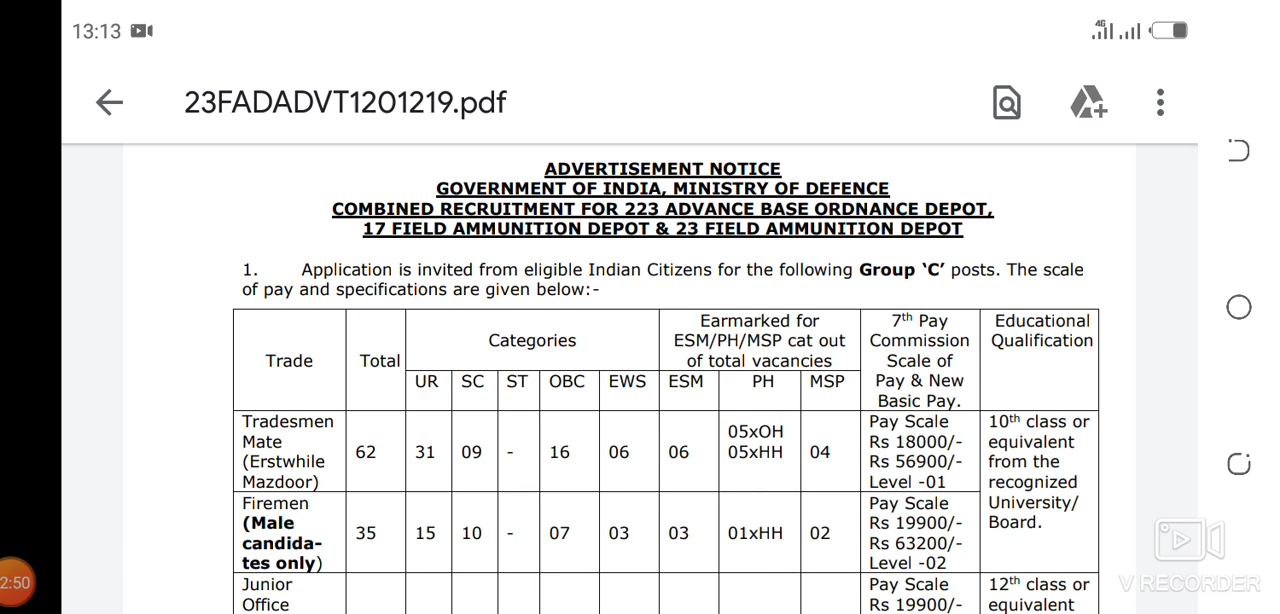 13:13
4G
23FADADVT1201219.pdf
ADVERTISEMENT NOTICE
GOVERNMENT OF INDIA, MINISTRY OF DEFENCE
COMBINED RECRUITMENT FOR 223 ADVANCE BASE ORDNANCE DEPOT,
17 FIELD AMMUNITION DEPOT & 23 FIELD AMMUNITION DEPOT
1. Application is invited from eligible Indian Citizens for the following Group ‘C’ posts. The scale
of pay and specifications are given below:-
Trade
Total
Categories
UR SC ST OBC EWS
Earmarked for
ESM/PH/MSP cat out
of total vacancies
ESM PH MSP
7th Pay
Commission
Scale of
Pay & New
Basic Pay.
Educational
Qualification
Tradesmen
Mate
(Erstwhile
Mazdoor)
62 31 09 - 16 06 06
05xOH
05xHH
04
Pay Scale
Rs 18000/-
Rs 56900/-
Level -01
10th class or
equivalent
from the
recognized
University/
Board.
Firemen
(Male
candida-
tes only)
35 15 10 - 07 03 03 01xHH 02
Pay Scale
Rs 19900/-
Rs 63200/-
Level -02
Junior
Office
Pay Scale
Rs 19900/-
12th class or
equivalent
2:50
V RECORDER